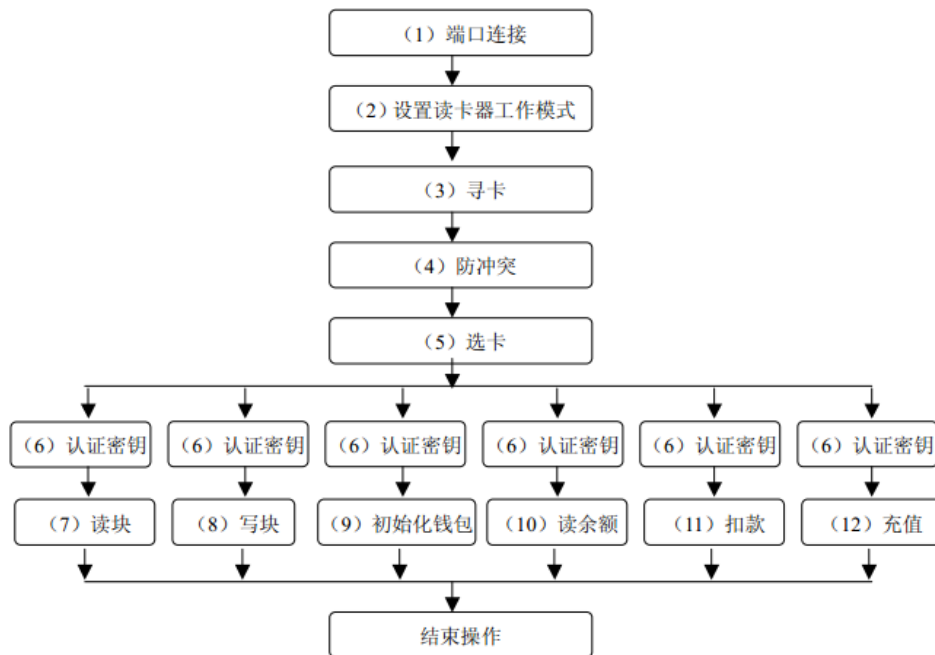 （1）端口连接
（2）设置读卡器工作模式
（3）寻卡
（4）防冲突
（5）选卡
（6）认证密钥
（6）认证密钥
（6）认证密钥
（6）认证密钥
（6）认证密钥
（6）认证密钥
（7）读块
（8）写块
（9）初始化钱包
（10）读余额
（11）扣款
（12）充值
结束操作